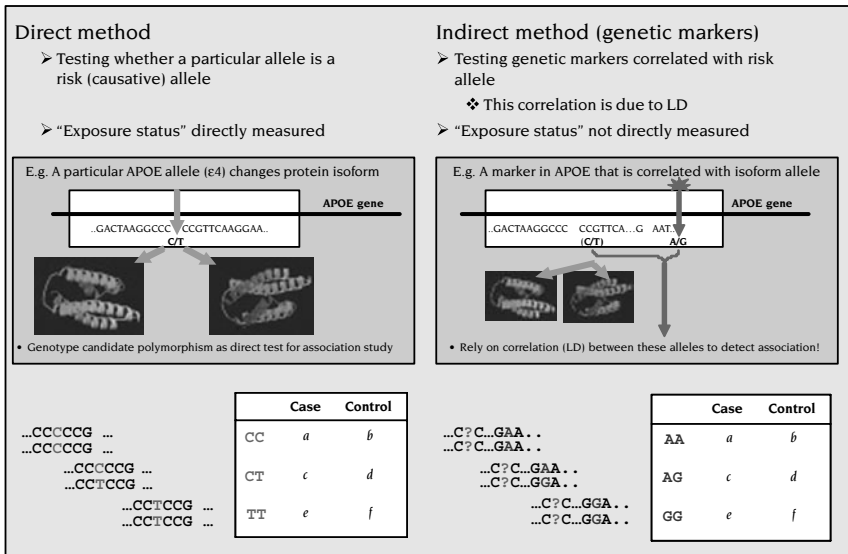 Direct method
➢ Testing whether a particular allele is a
risk (causative) allele
➢ “Exposure status” directly measured
E.g. A particular APOE allele (ε4) changes protein isoform
APOE gene
..GACTAAGGCCC CCGTTCAAGGAA..
C/T
• Genotype candidate polymorphism as direct test for association study
...CCCCCG ...
...CCCCCG ...
...CCCCCG ...
...CCTCCG ...
...CCTCCG ...
...CCTCCG ...
Case Control
CC a b
CT c d
TT e f
Indirect method (genetic markers)
➢ Testing genetic markers correlated with risk
allele
❖ This correlation is due to LD
➢ “Exposure status” not directly measured
E.g. A marker in APOE that is correlated with isoform allele
APOE gene
..GACTAAGGCCC CCGTTCA...G AAT..
(C/T) A/G
• Rely on correlation (LD) between these alleles to detect association!
...C?C...GAA..
...C?C...GAA..
...C?C...GAA..
...C?C...GGA..
...C?C...GGA..
...C?C...GGA..
Case Control
AA a b
AG c d
GG e f